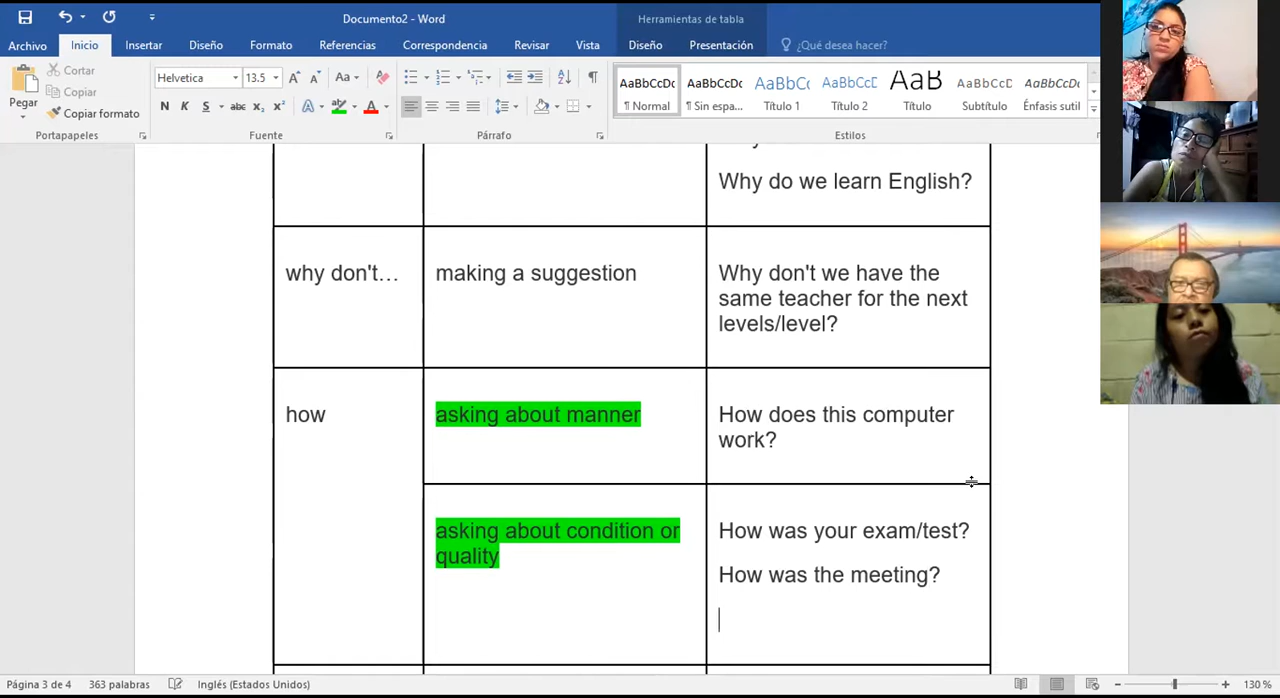 Documento2 - Word
Herramientas de tabla
Archivo Inicio Insertar Diseño Formato Referencias Correspondencia Revisar Vista Diseño Presentación ¿Qué desea hacer?
Pegar
Cortar
Copiar
Copiar formato
Helvetica 13.5 Aa
N K S abc x₂ x² A A
AaBbCcDc AaBbCcDc AaBbCc AaBbCcD AaB AaBbCcD AaBbCcDc
¶ Normal ¶ Sin espa... Título 1 Título 2 Título Subtítulo Énfasis sutil
Portapapeles Fuente Párrafo Estilos
Why do we learn English?
why don't…
making a suggestion
Why don't we have the
same teacher for the next
levels/level?
how
asking about manner
How does this computer
work?
asking about condition or
quality
How was your exam/test?
How was the meeting?
Página 3 de 4 363 palabras Inglés (Estados Unidos) 130 %